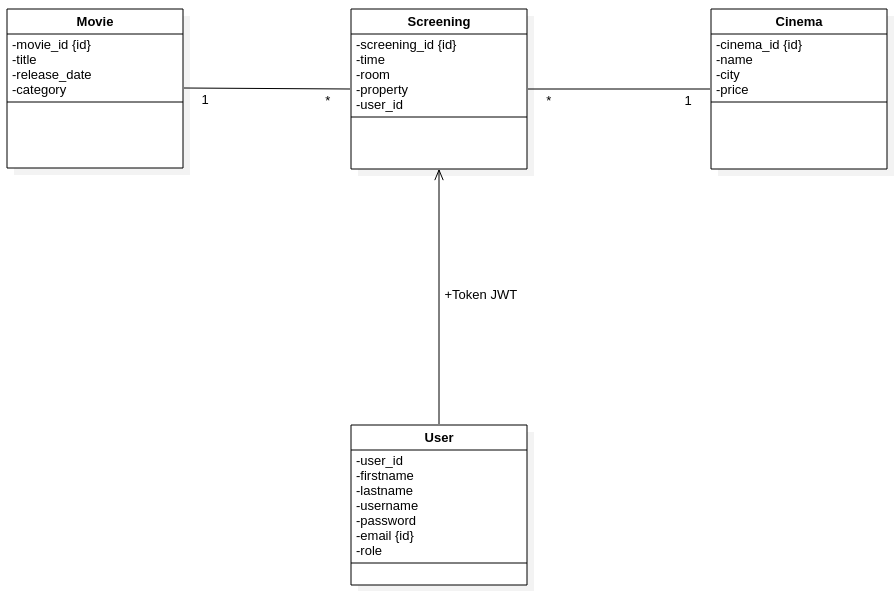 Movie
-movie_id {id}
-title
-release_date
-category
1
*
Screening
-screening_id {id}
-time
-room
-property
-user_id
*
1
Cinema
-cinema_id {id}
-name
-city
-price
+Token JWT
User
-user_id
-firstname
-lastname
-username
-password
-email {id}
-role